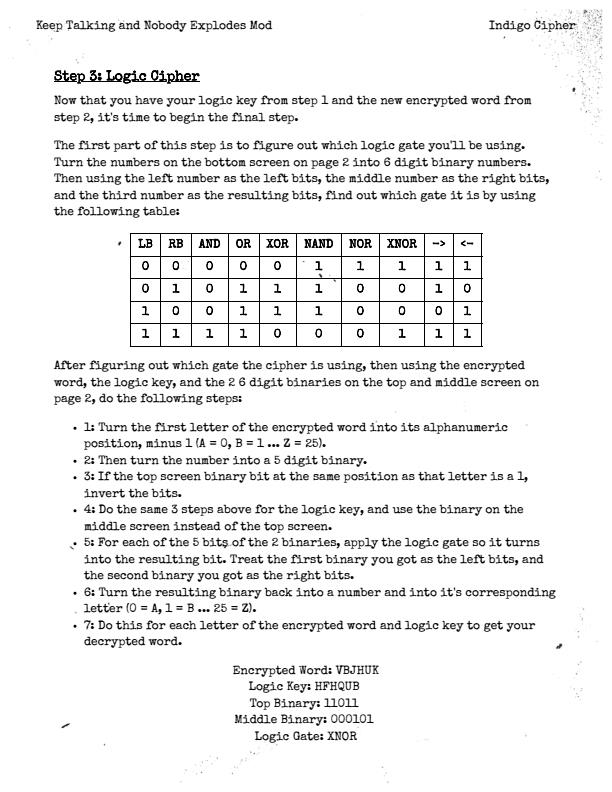 Keep Talking and Nobody Explodes Mod Indigo Cipher
Step 3: Logic Cipher
Now that you have your logic key from step 1 and the new encrypted word from
step 2, it's time to begin the final step.
The first part of this step is to figure out which logic gate you'll be using.
Turn the numbers on the bottom screen on page 2 into 6 digit binary numbers.
Then using the left number as the left bits, the middle number as the right bits,
and the third number as the resulting bits, find out which gate it is by using
the following table:
LB RB AND OR XOR NAND NOR XNOR -> <-
0 0 0 0 0 1 1 1 1 1
0 1 0 1 1 1 0 0 1 0
1 0 0 1 1 1 0 0 0 1
1 1 1 1 0 0 0 1 1 1
After figuring out which gate the cipher is using, then using the encrypted
word, the logic key, and the 2 6 digit binaries on the top and middle screen on
page 2, do the following steps:
• 1: Turn the first letter of the encrypted word into its alphanumeric
position, minus 1 (A = 0, B = 1 ... Z = 25).
• 2: Then turn the number into a 5 digit binary.
• 3: If the top screen binary bit at the same position as that letter is a 1,
invert the bits.
• 4: Do the same 3 steps above for the logic key, and use the binary on the
middle screen instead of the top screen.
• 5: For each of the 5 bits of the 2 binaries, apply the logic gate so it turns
into the resulting bit. Treat the first binary you got as the left bits, and
the second binary you got as the right bits.
• 6: Turn the resulting binary back into a number and into it's corresponding
letter (0 = A, 1 = B ... 25 = Z).
• 7: Do this for each letter of the encrypted word and logic key to get your
decrypted word.
Encrypted Word: VBJHUK
Logic Key: HFHQUB
Top Binary: 11011
Middle Binary: 000101
Logic Gate: XNOR